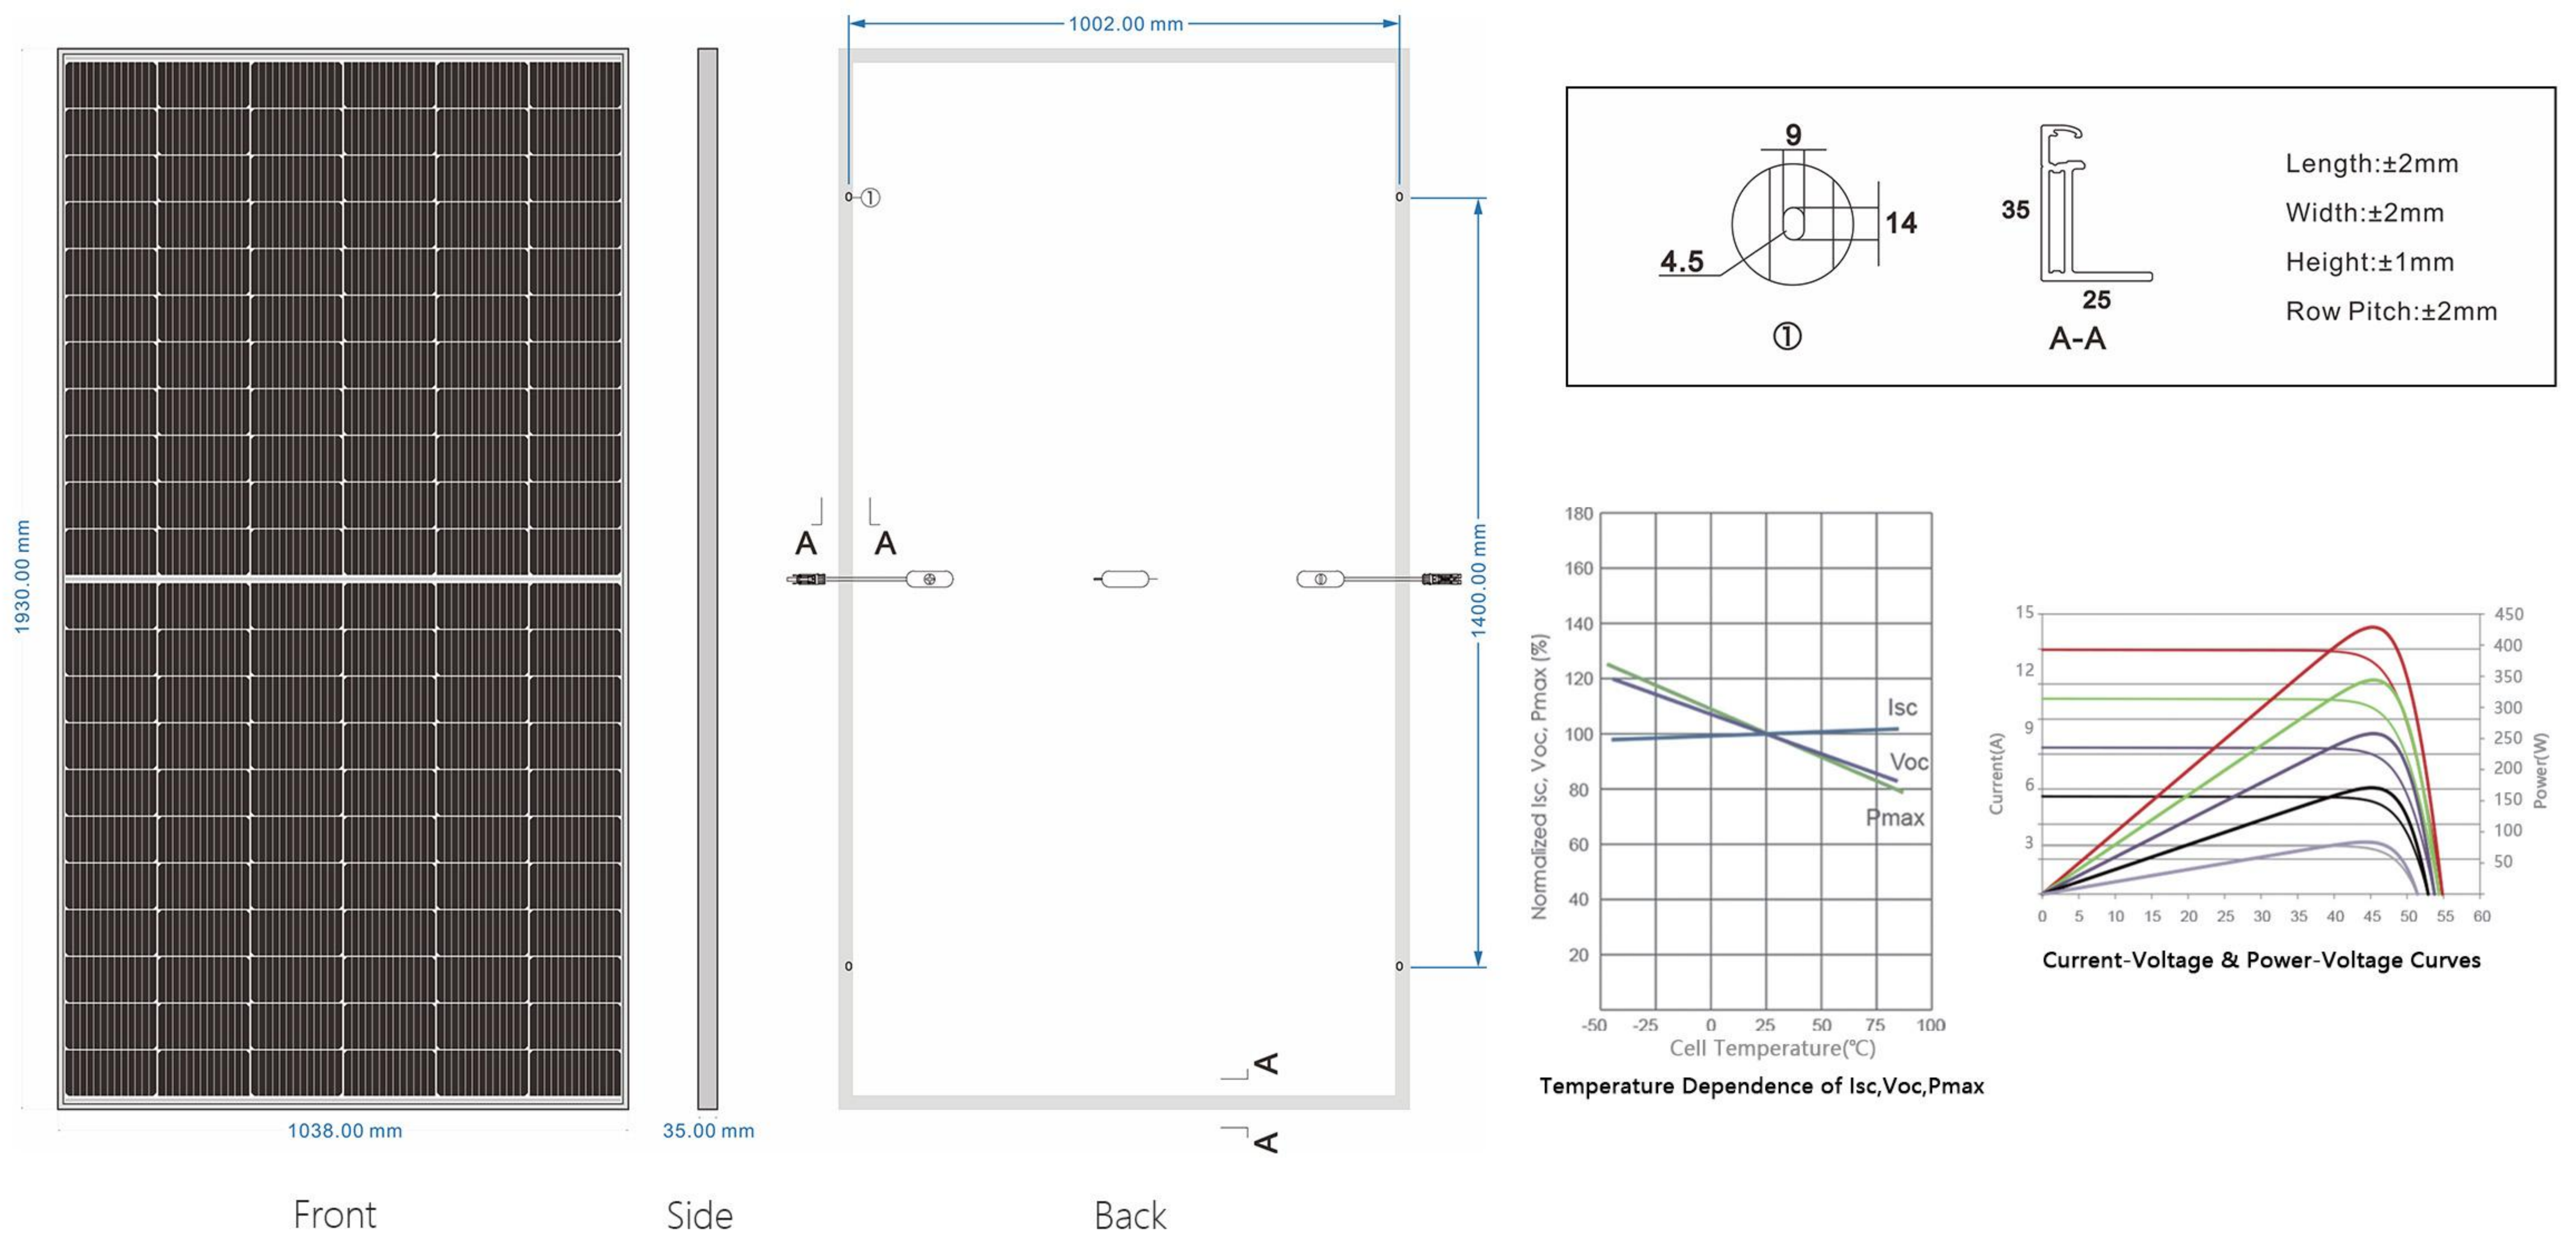 1002.00 mm
①
1930.00 mm
A A
1400.00 mm
A
A
1038.00 mm
35.00 mm
Front
Side
Back
9
14
4.5
①
35
25
A-A
Length:±2mm
Width:±2mm
Height:±1mm
Row Pitch:±2mm
Normalized Isc, Voc, Pmax (%)
180
160
140
120
100
80
60
40
20
Isc
Voc
Pmax
-50 -25 0 25 50 75 100
Cell Temperature(℃)
Temperature Dependence of Isc,Voc,Pmax
Current(A)
15
12
9
6
3
450
400
350
300
250
200
150
100
50
Power(W)
0 5 10 15 20 25 30 35 40 45 50 55 60
Current-Voltage & Power-Voltage Curves